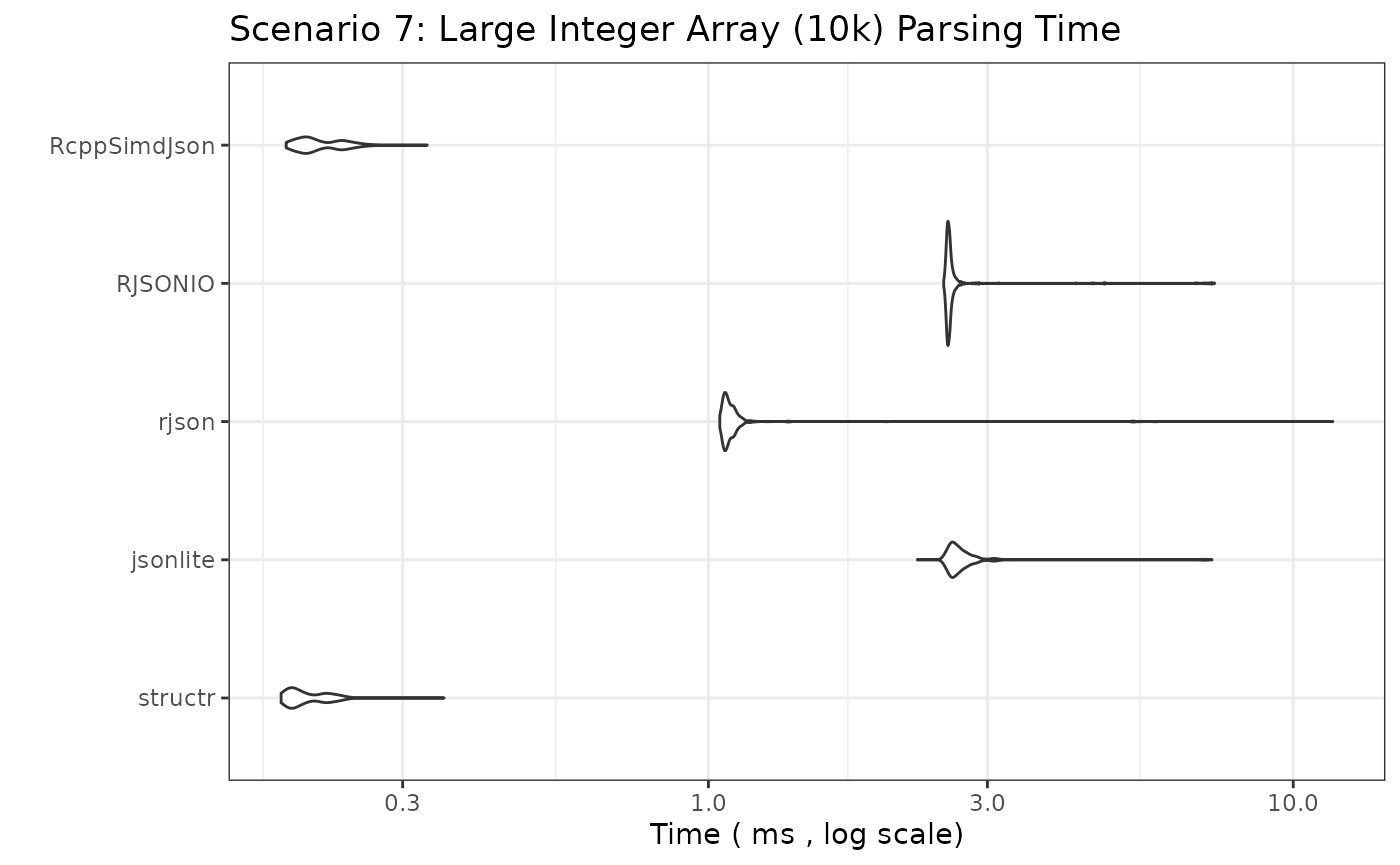 Scenario 7: Large Integer Array (10k) Parsing Time
RcppSimdJson
RJSONIO
rjson
jsonlite
structr
0.3 1.0 3.0 10.0
Time ( ms , log scale)